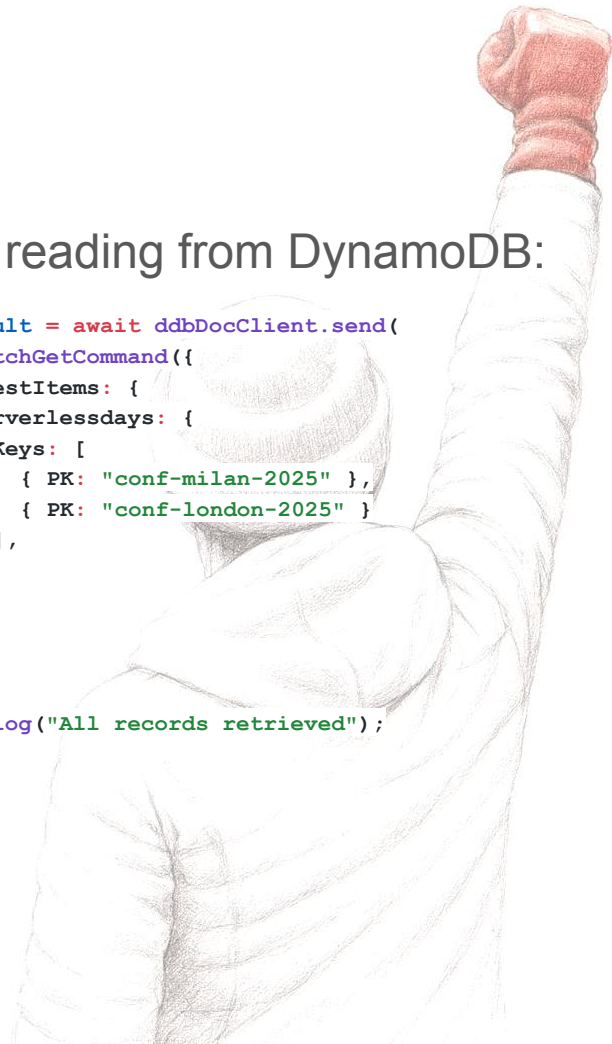 reading from DynamoDB:
ult = await ddbDocClient.send(
tchGetCommand({
estItems: {
rverlessdays: {
Keys: [
{ PK: "conf-milan-2025" },
{ PK: "conf-london-2025" }
],
log("All records retrieved");